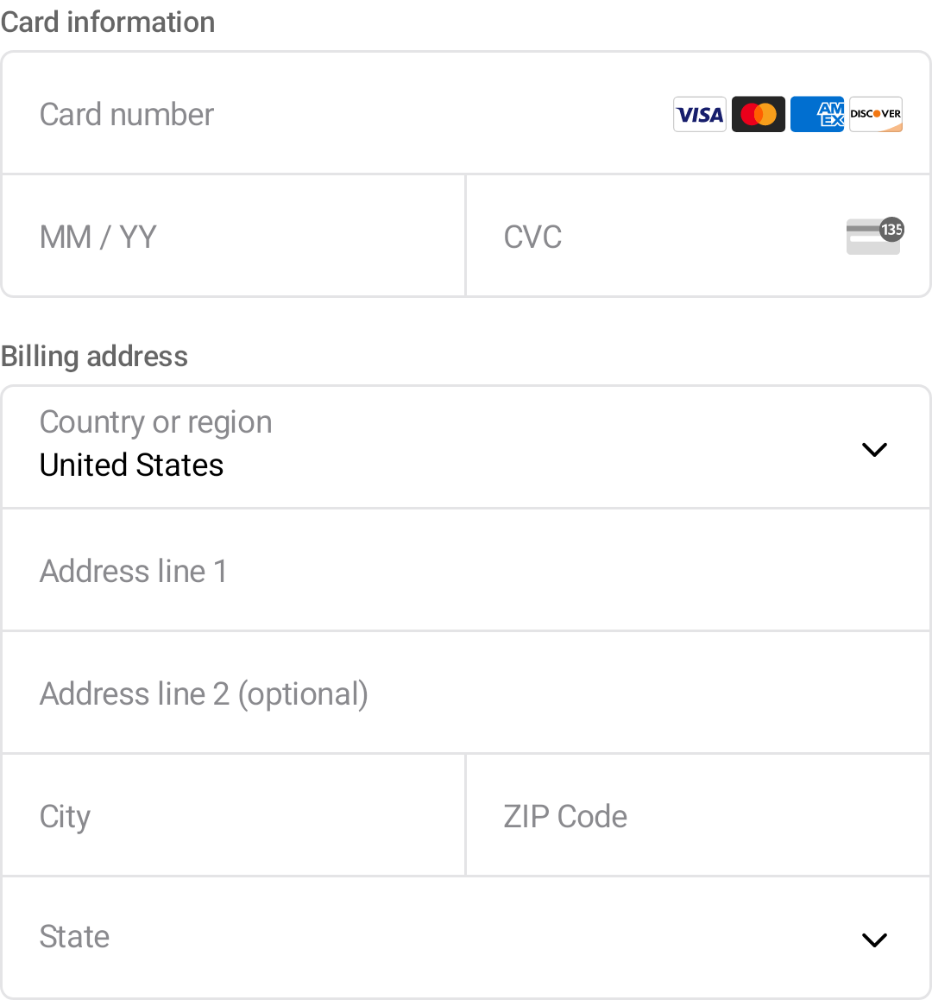 Card information
Card number VISA AM EX DISCOVER
MM / YY CVC 135
Billing address
Country or region
United States
Address line 1
Address line 2 (optional)
City ZIP Code
State